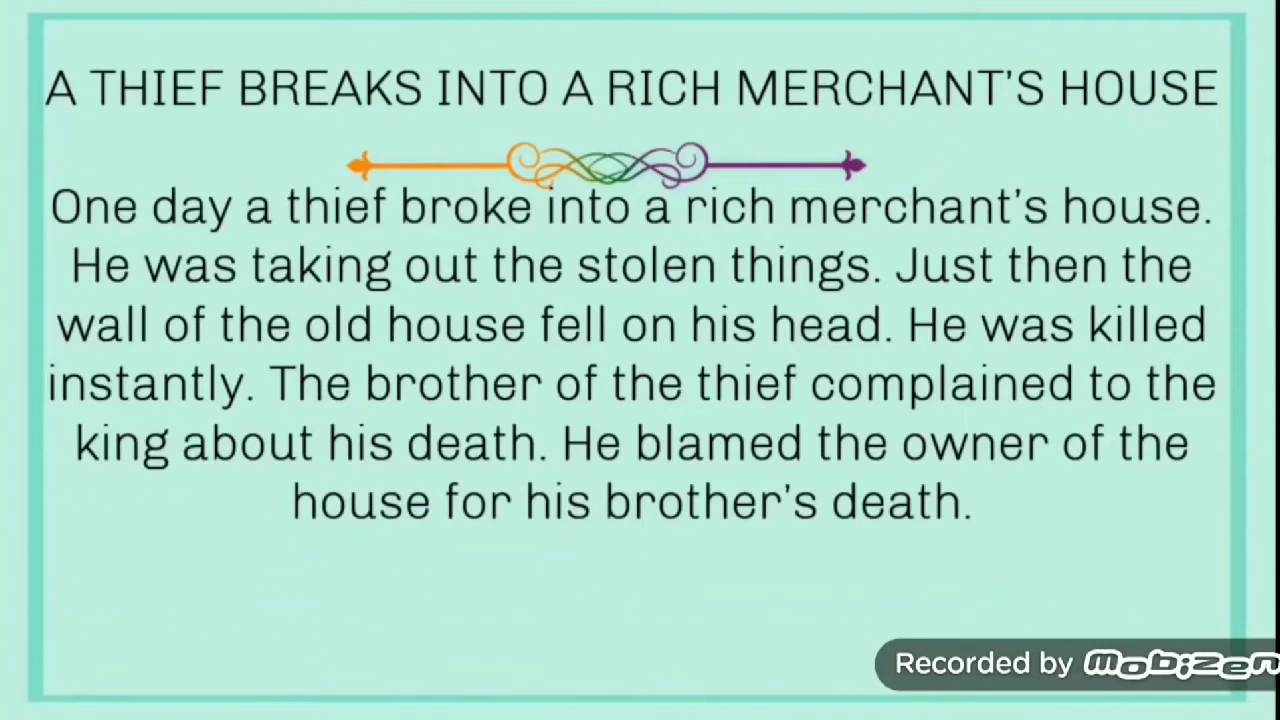 A THIEF BREAKS INTO A RICH MERCHANT'S HOUSE
One day a thief broke into a rich merchant's house.
He was taking out the stolen things. Just then the
wall of the old house fell on his head. He was killed
instantly. The brother of the thief complained to the
king about his death. He blamed the owner of the
house for his brother's death.
Recorded by Mobizen